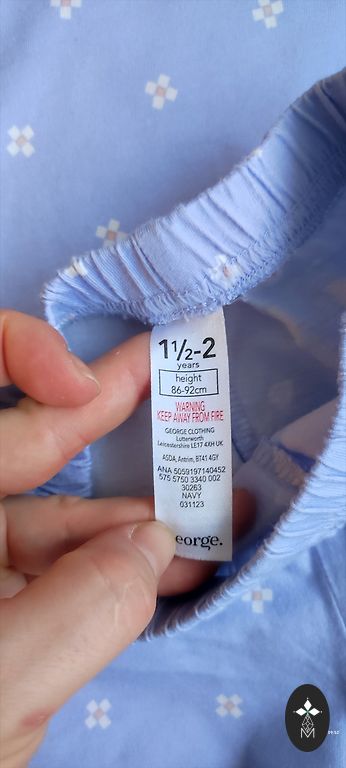 1½-2
years
height
86-92cm
WARNING
KEEP AWAY FROM FIRE
GEORGE CLOTHING
Lutterworth
Leicestershire LE17 4XH UK
ASDA, Antrim, BT41 4GY
ANA 5059197140452
575 5750 3340 002
30263
NAVY
031123
eorge.
M